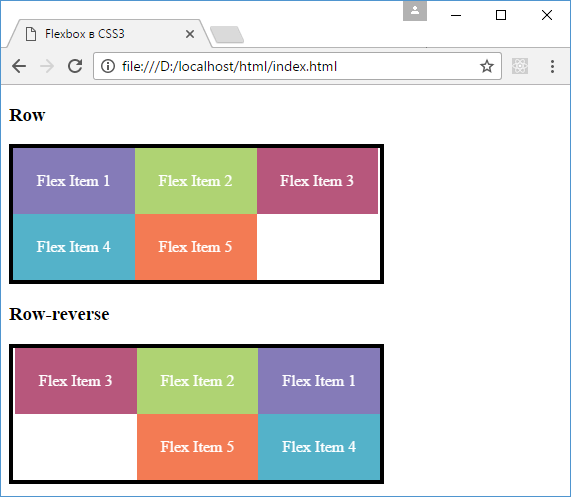 Flexbox в CSS3
file:///D:/localhost/html/index.html
Row
Flex Item 1 Flex Item 2 Flex Item 3
Flex Item 4 Flex Item 5
Row-reverse
Flex Item 3 Flex Item 2 Flex Item 1
Flex Item 5 Flex Item 4